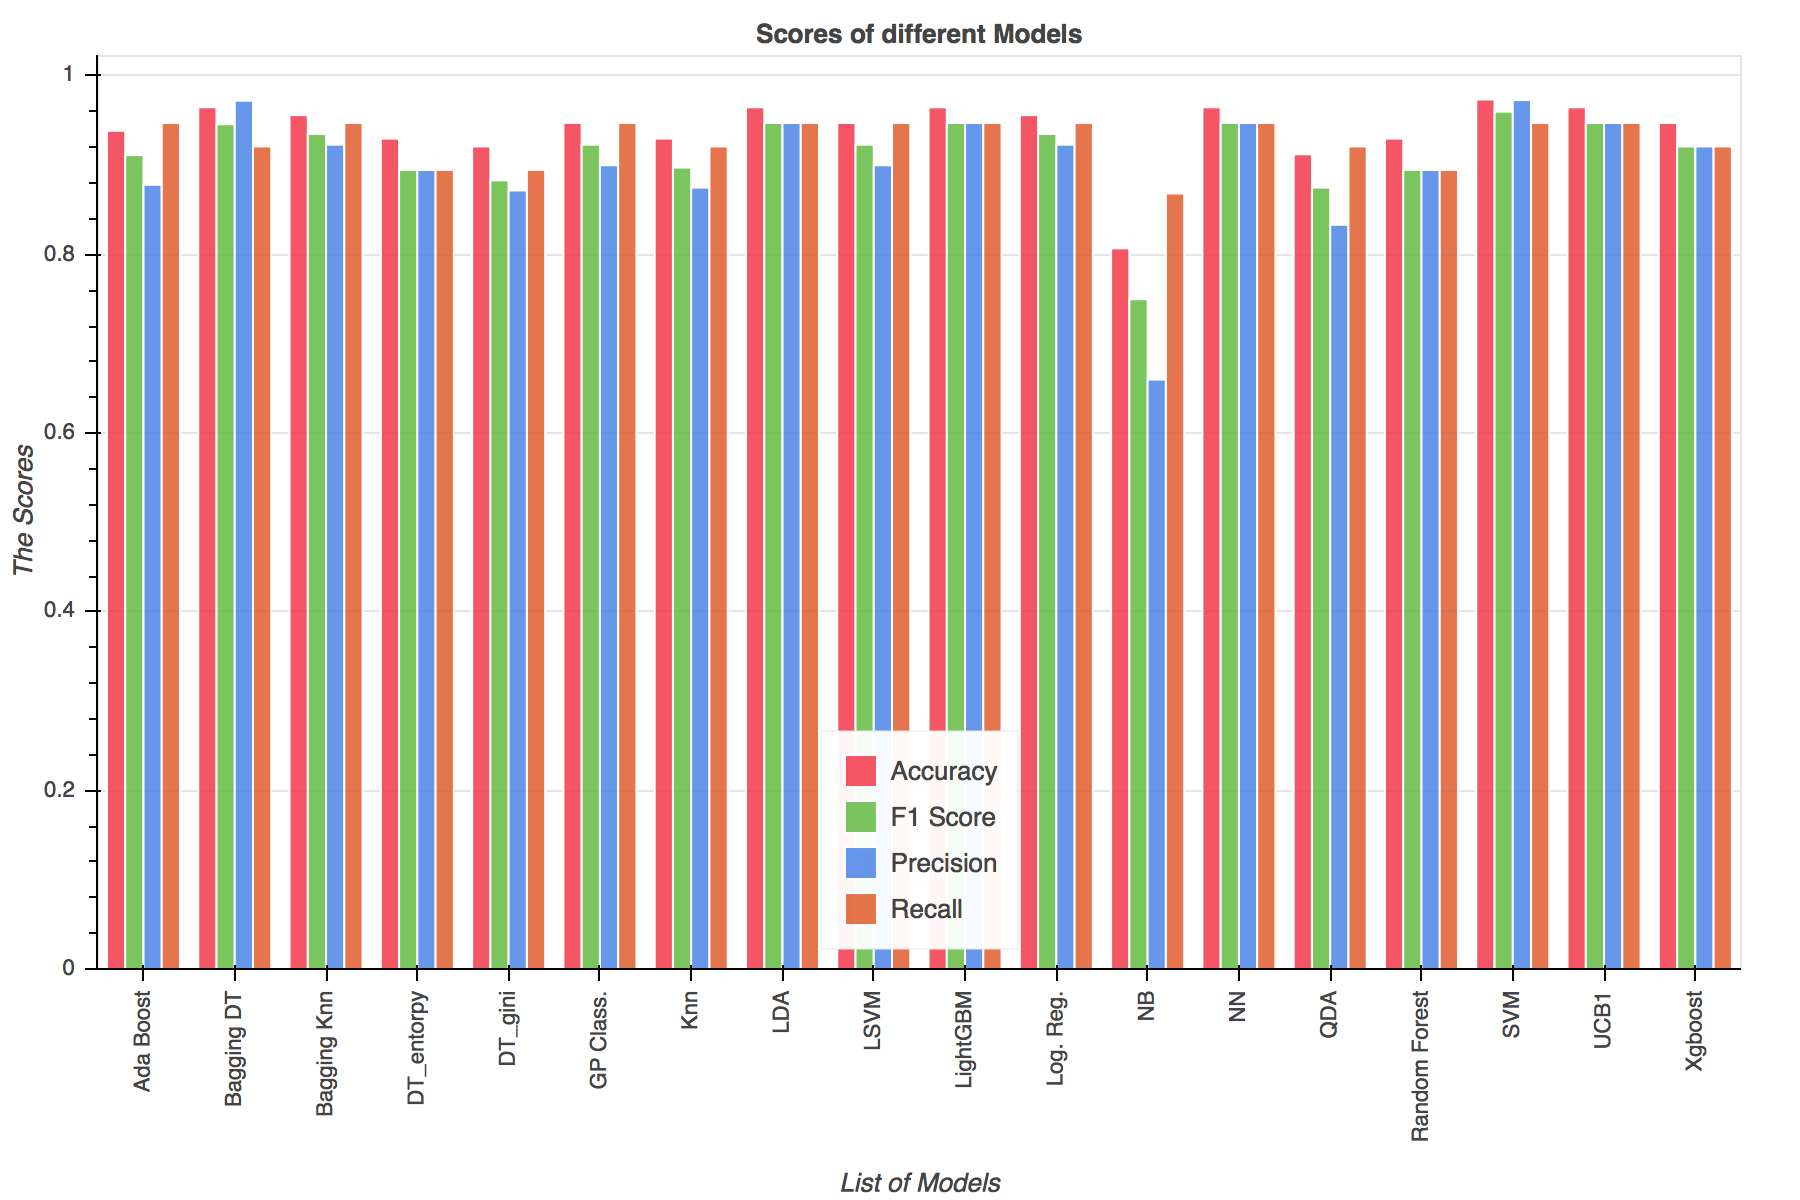 Scores of different Models
1
0.8
0.6
0.4
0.2
0
The Scores
Accuracy
F1 Score
Precision
Recall
Ada Boost
Bagging DT
Bagging Knn
DT_entorpy
DT_gini
GP Class.
Knn
LDA
LSVM
LightGBM
Log. Reg.
NB
NN
QDA
Random Forest
SVM
UCB1
Xgboost
List of Models